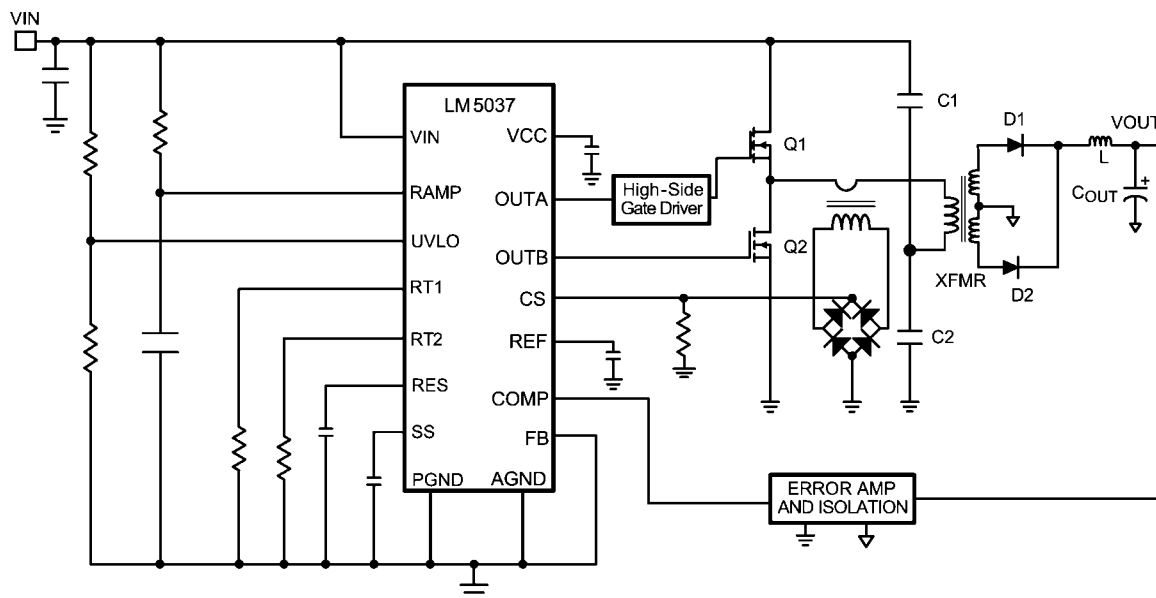 VIN
LM5037
VIN
VCC
RAMP
OUTA
UVLO
OUTB
RT1
CS
RT2
REF
RES
COMP
SS
FB
PGND
AGND
High-Side
Gate Driver
Q1
Q2
C1
C2
XFMR
D1
D2
L
VOUT
COUT
+
ERROR AMP
AND ISOLATION